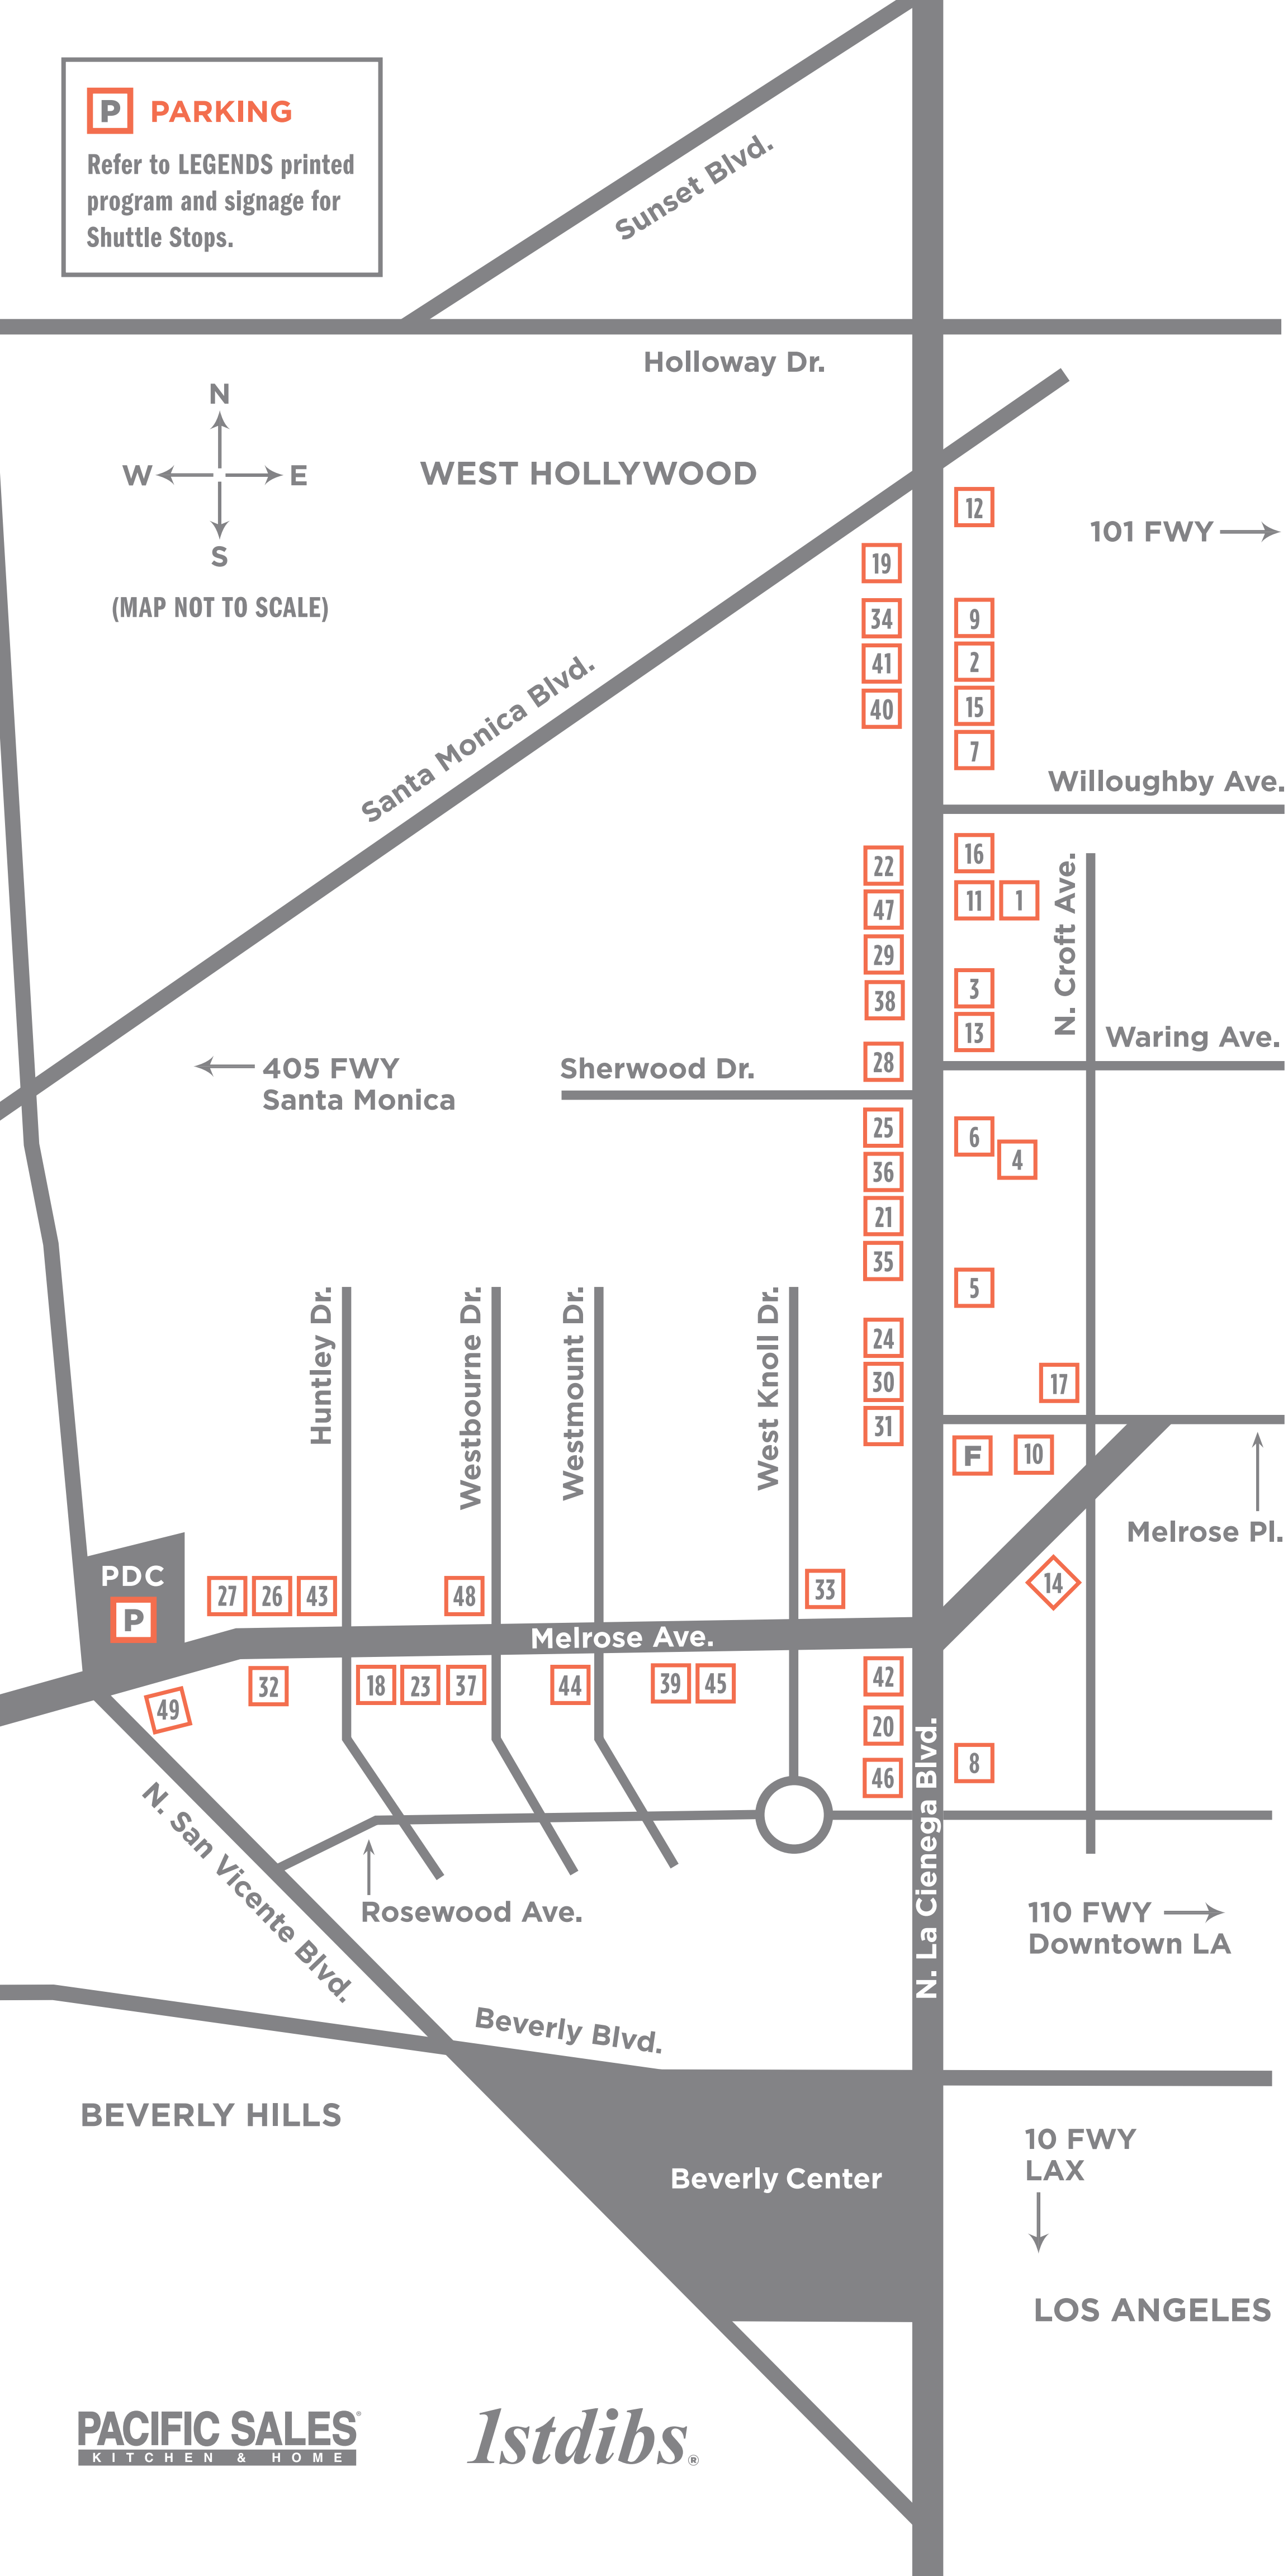 P PARKING
Refer to LEGENDS printed
program and signage for
Shuttle Stops.
Sunset Blvd.
Holloway Dr.
N
W E
S
(MAP NOT TO SCALE)
WEST HOLLYWOOD
12
101 FWY
19
34
9
41
2
40
15
7
Santa Monica Blvd.
Willoughby Ave.
22
16
47
11
1
N. Croft Ave.
29
38
3
13
28
Waring Ave.
405 FWY
Santa Monica
Sherwood Dr.
25
6
4
36
21
35
5
24
30
31
17
Huntley Dr.
Westbourne Dr.
Westmount Dr.
West Knoll Dr.
F
10
Melrose Pl.
14
PDC
P
27
26
43
48
33
Melrose Ave.
49
32
18
23
37
44
39
45
42
20
46
8
N. La Cienega Blvd.
N. San Vicente Blvd.
Rosewood Ave.
110 FWY
Downtown LA
Beverly Blvd.
BEVERLY HILLS
10 FWY
LAX
Beverly Center
LOS ANGELES
PACIFIC SALES®
KITCHEN & HOME
1stdibs®